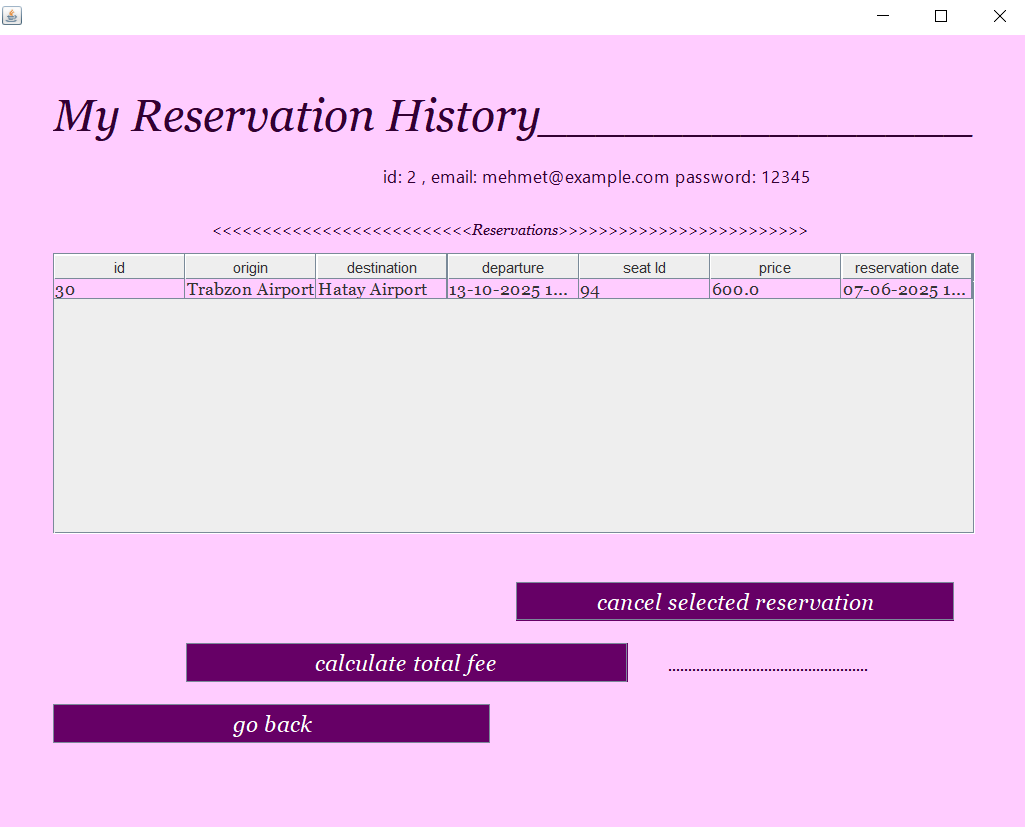 My Reservation History__________________
id: 2 , email: mehmet@example.com password: 12345
<<<<<<<<<<<<<<<<<<<<<<<<<<Reservations>>>>>>>>>>>>>>>>>>>>>>>>>
id origin destination departure seat Id price reservation date
30 Trabzon Airport Hatay Airport 13-10-2025 1... 94 600.0 07-06-2025 1...
cancel selected reservation
calculate total fee ..................................................
go back